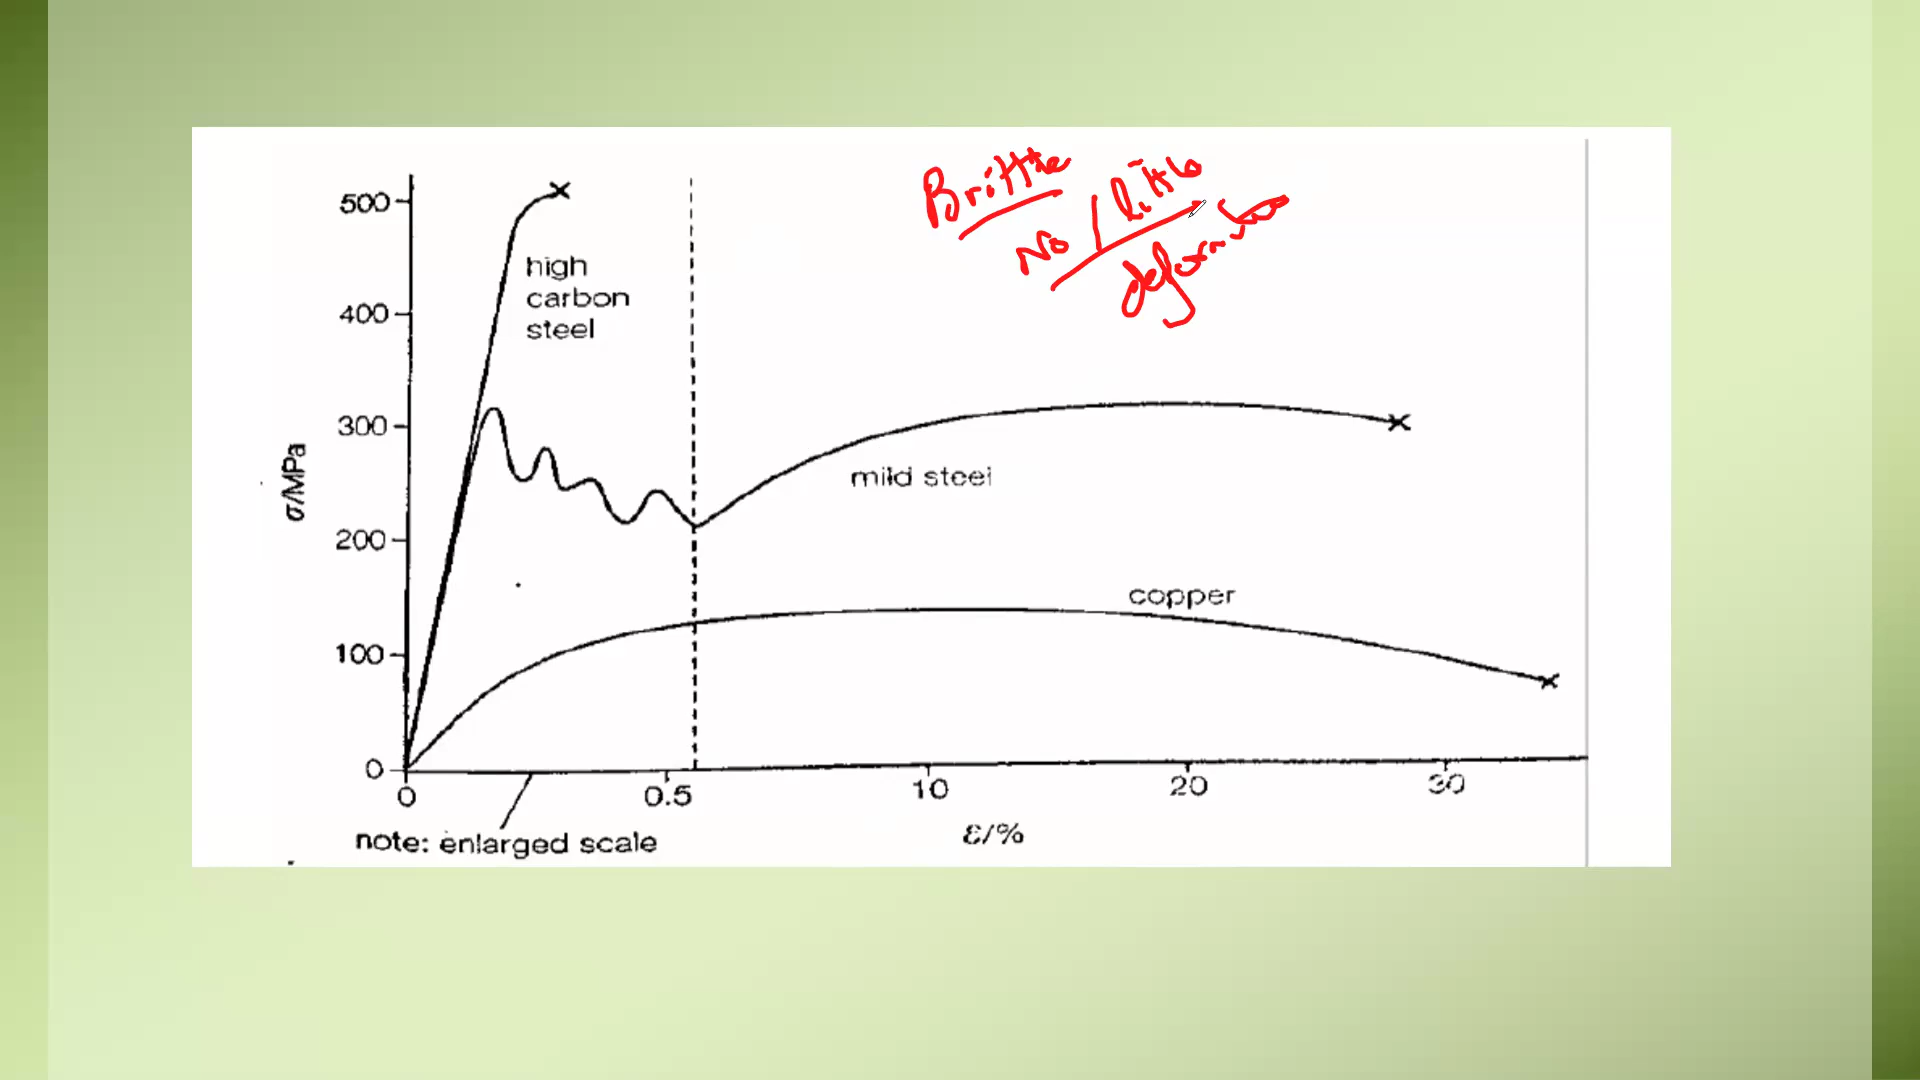 Brittle
No/little
deformation
500
high
carbon
steel
400
300
σ/MPa
mild steel
200
copper
100
0
0
0.5
10
20
30
note: enlarged scale
ε/%